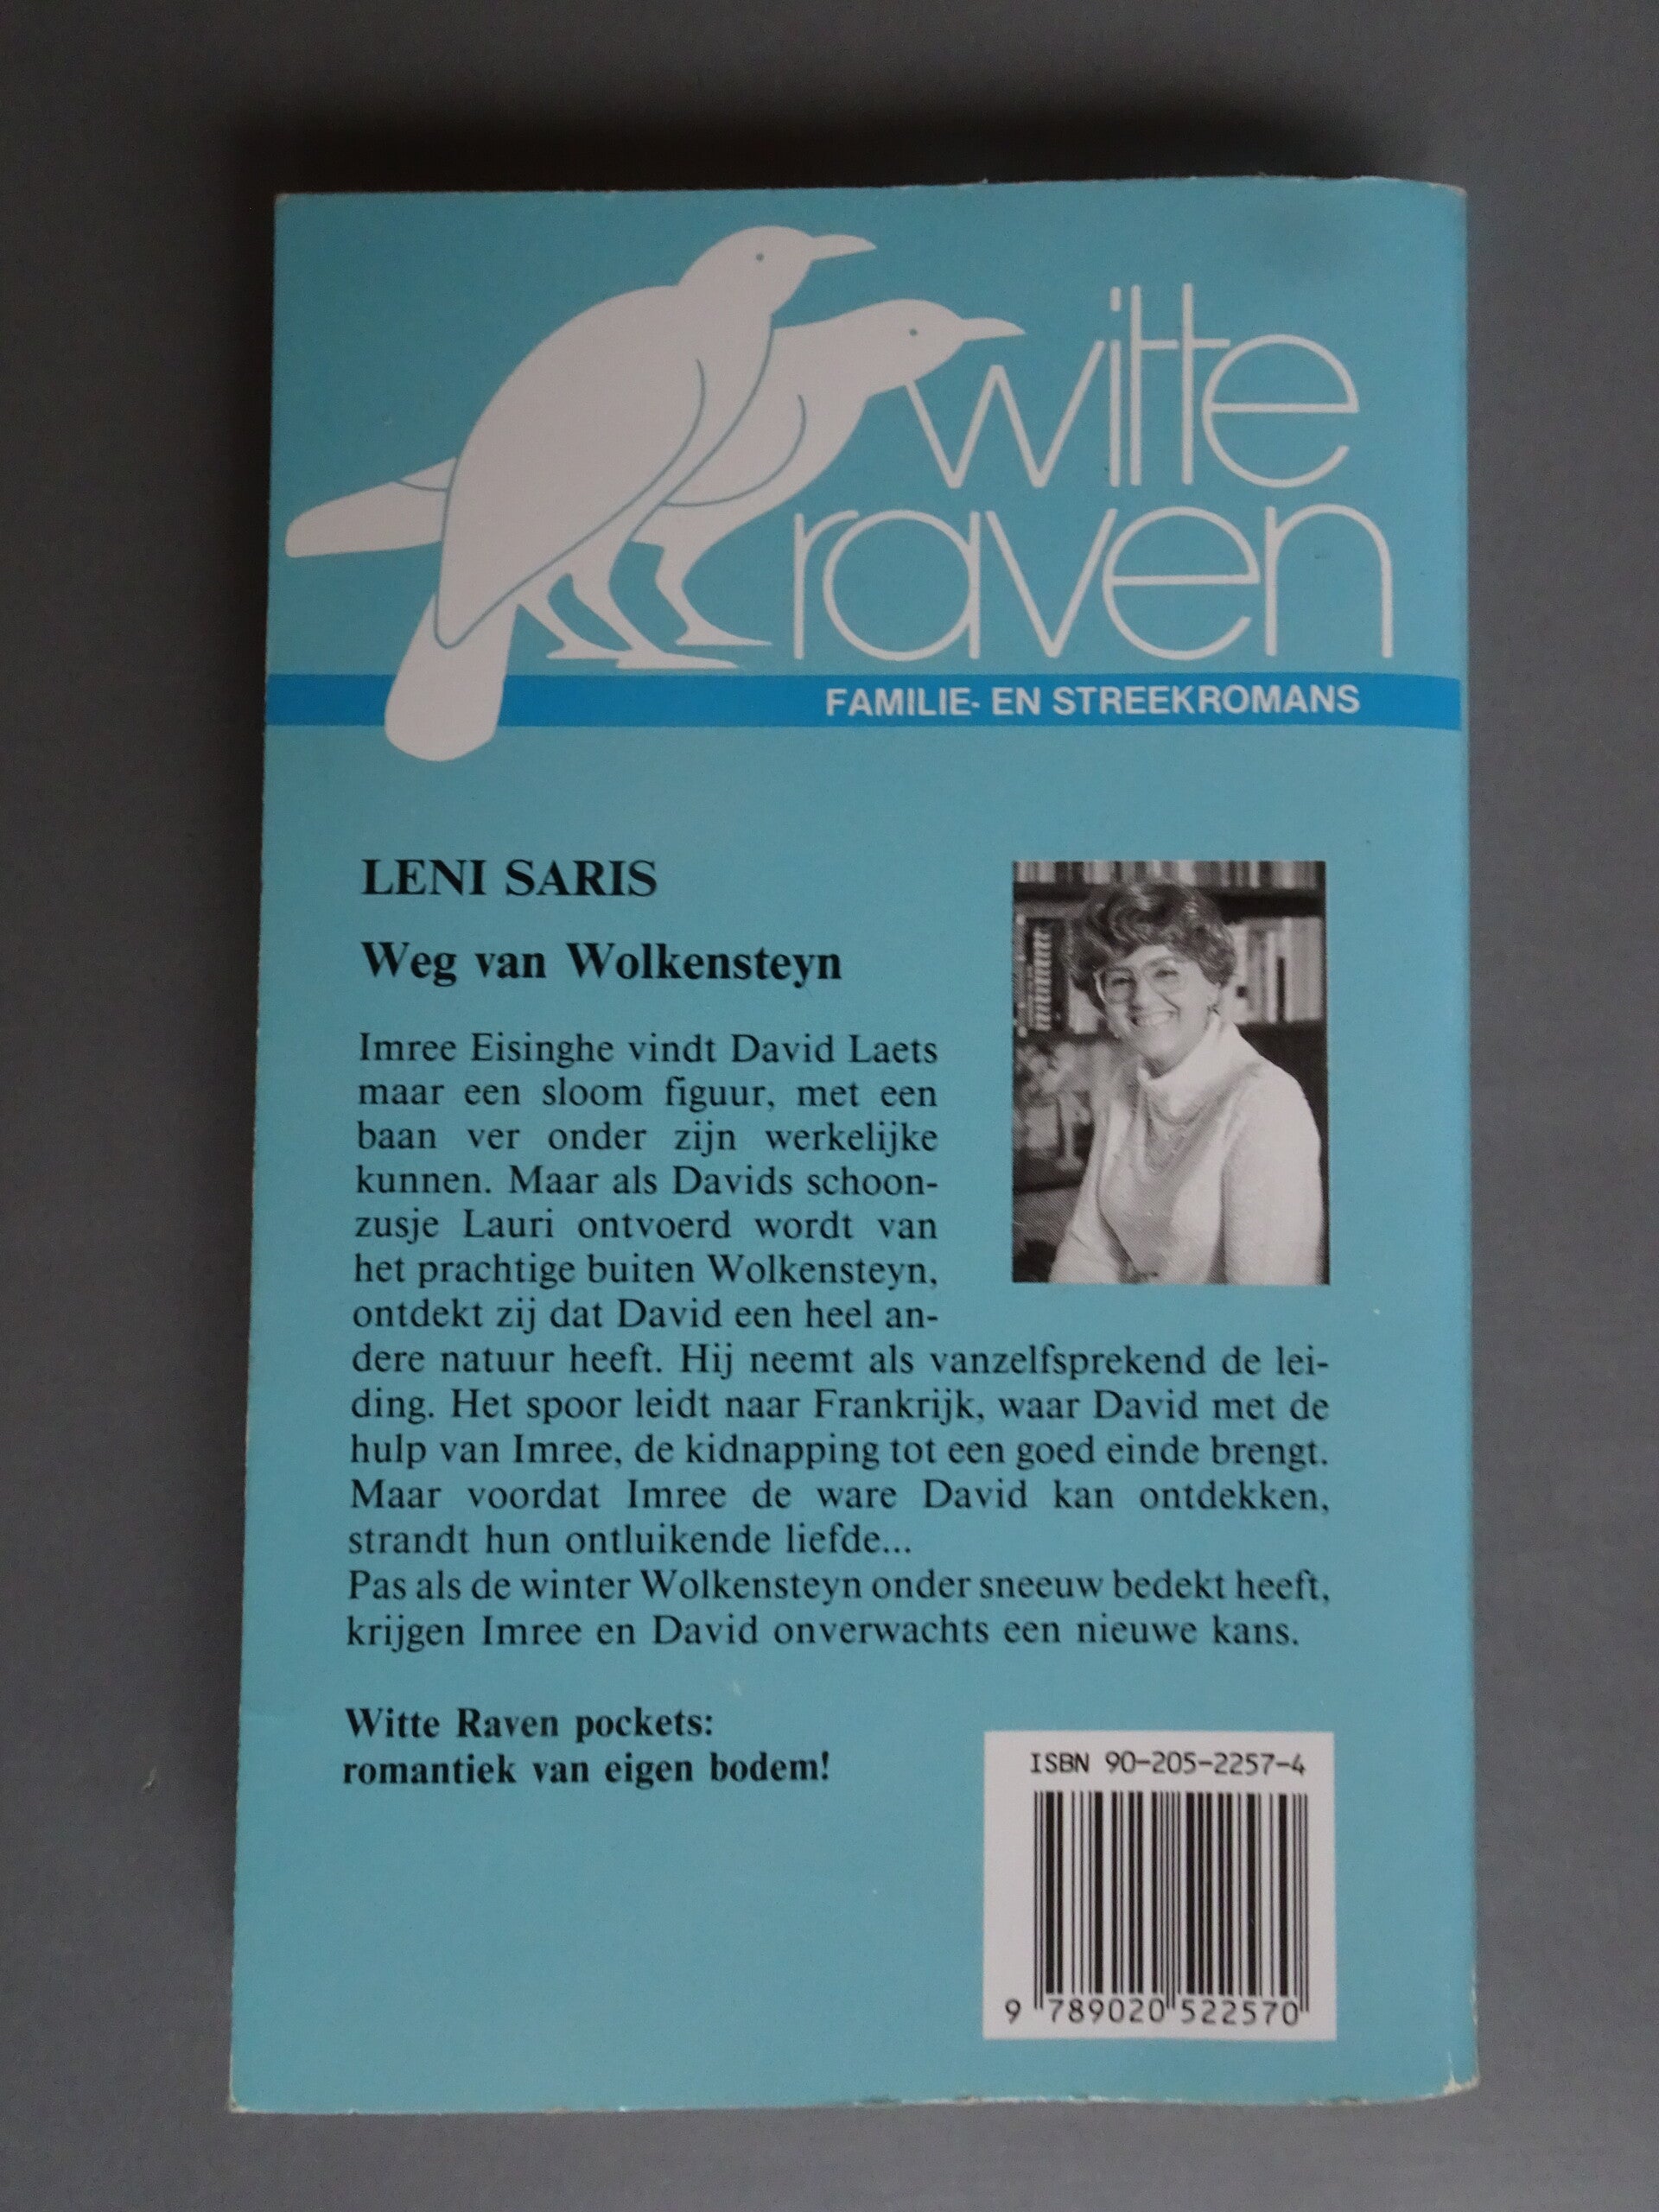 witte
raven
FAMILIE- EN STREEKROMANS
LENI SARIS
Weg van Wolkensteyn
Imree Eisinghe vindt David Laets
maar een sloom figuur, met een
baan ver onder zijn werkelijke
kunnen. Maar als Davids schoon-
zusje Lauri ontvoerd wordt van
het prachtige buiten Wolkensteyn,
ontdekt zij dat David een heel an-
dere natuur heeft. Hij neemt als vanzelfsprekend de lei-
ding. Het spoor leidt naar Frankrijk, waar David met de
hulp van Imree, de kidnapping tot een goed einde brengt.
Maar voordat Imree de ware David kan ontdekken,
strandt hun ontluikende liefde...
Pas als de winter Wolkensteyn onder sneeuw bedekt heeft,
krijgen Imree en David onverwachts een nieuwe kans.
Witte Raven pockets:
romantiek van eigen bodem!
ISBN 90-205-2257-4
9 789020 522570